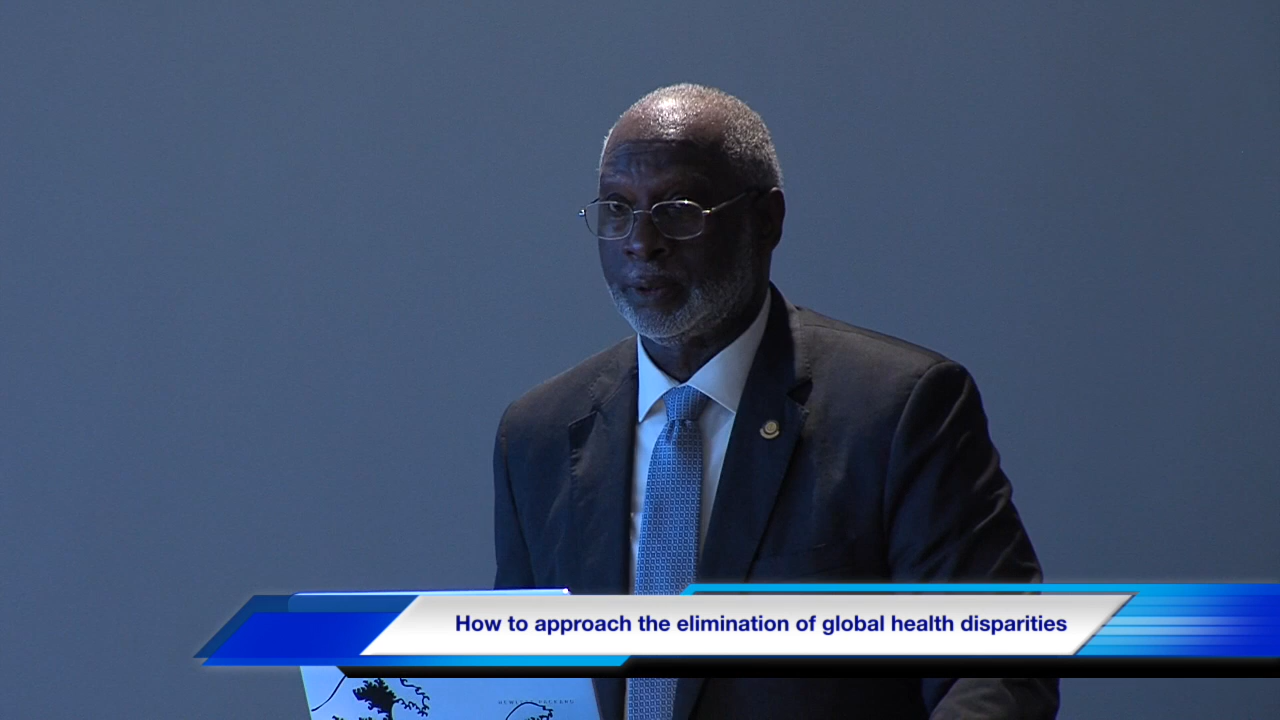 How to approach the elimination of global health disparities